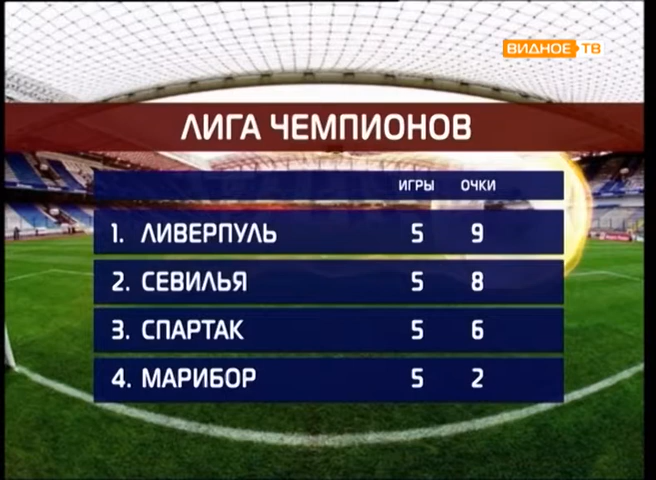 ВИДНОЕ ТВ
ЛИГА ЧЕМПИОНОВ
ИГРЫ ОЧКИ
1. ЛИВЕРПУЛЬ 5 9
2. СЕВИЛЬЯ 5 8
3. СПАРТАК 5 6
4. МАРИБОР 5 2